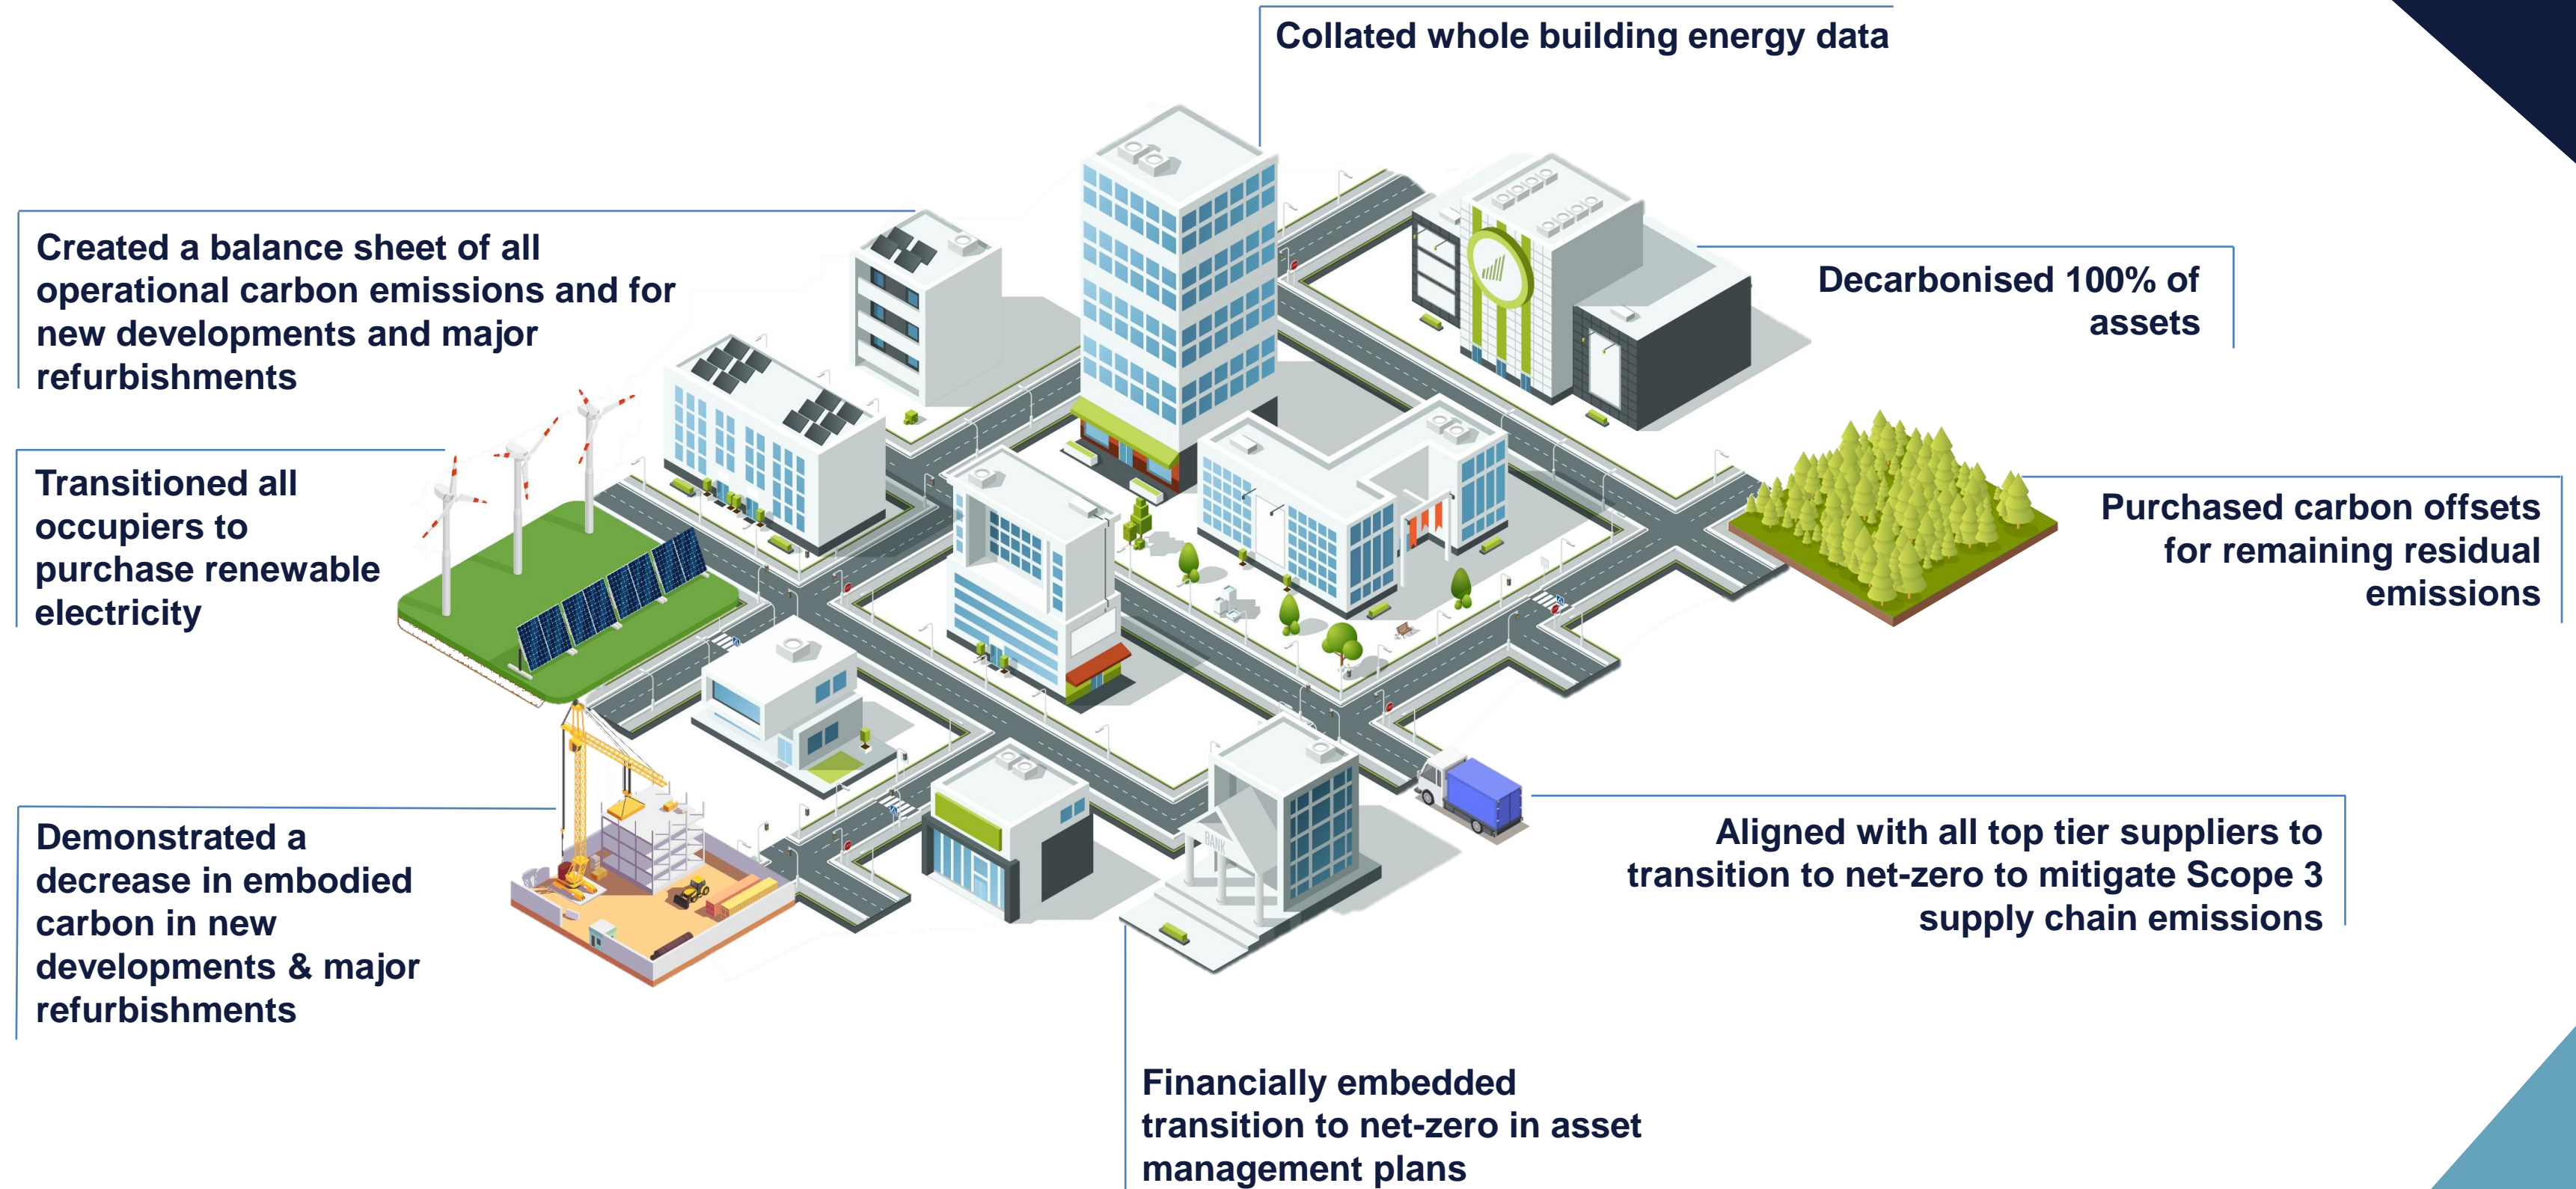 Collated whole building energy data
Created a balance sheet of all
operational carbon emissions and for
new developments and major
refurbishments
Decarbonised 100% of
assets
Transitioned all
occupiers to
purchase renewable
electricity
Purchased carbon offsets
for remaining residual
emissions
Demonstrated a
decrease in embodied
carbon in new
developments & major
refurbishments
BANK
Aligned with all top tier suppliers to
transition to net-zero to mitigate Scope 3
supply chain emissions
Financially embedded
transition to net-zero in asset
management plans